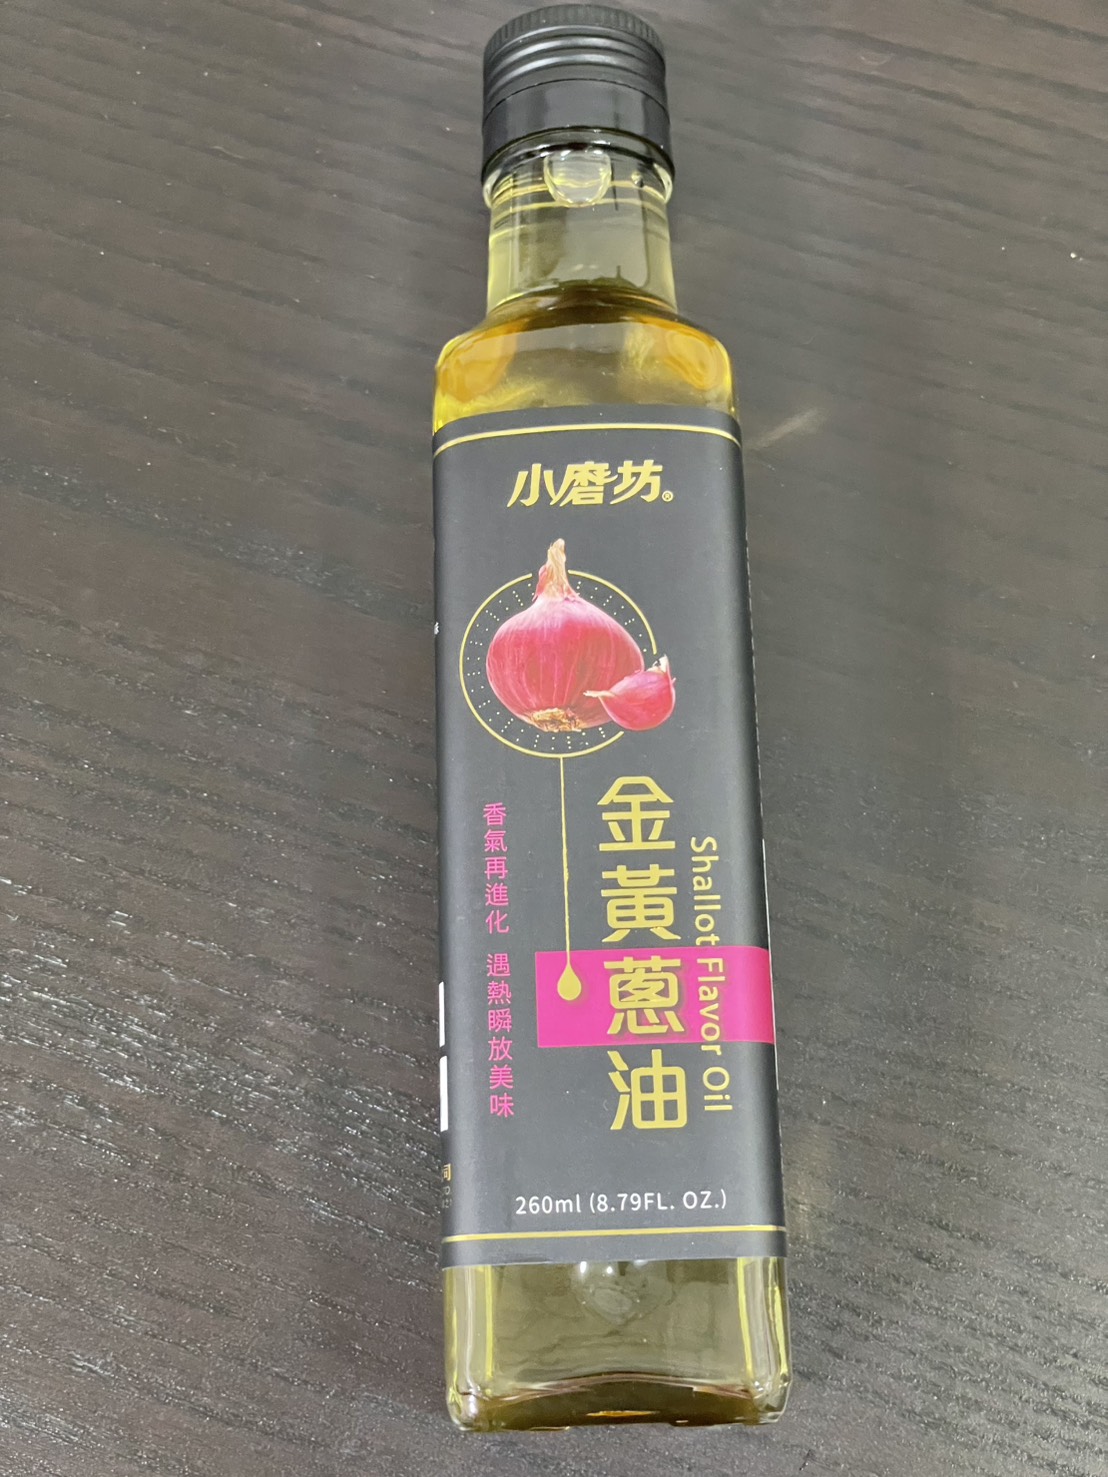 小磨坊®
金黃蔥油
Shallot Flavor Oil
香氣再進化 遇熱瞬放美味
260ml (8.79FL. OZ.)